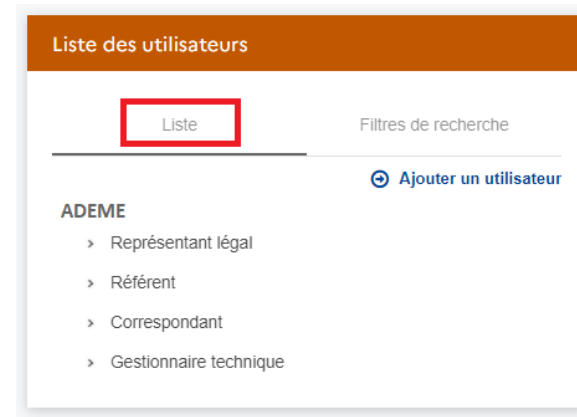 Liste des utilisateurs
Liste Filtres de recherche
Ajouter un utilisateur
ADEME
Représentant légal
Référent
Correspondant
Gestionnaire technique